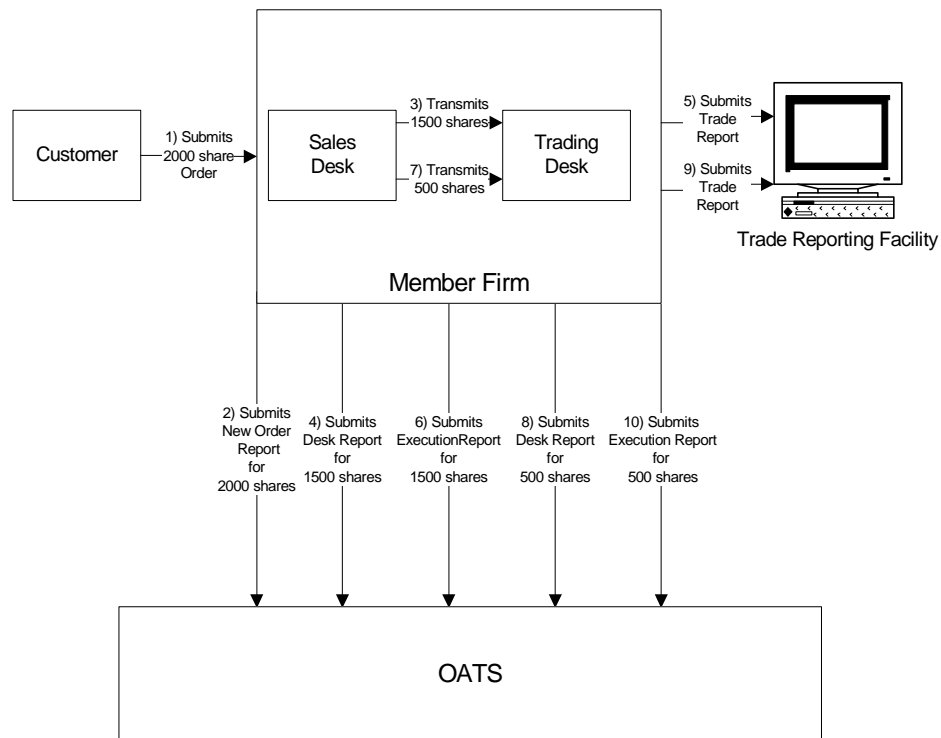 Customer
1) Submits
2000 share
Order
Sales
Desk
3) Transmits
1500 shares
7) Transmits
500 shares
Trading
Desk
5) Submits
Trade
Report
9) Submits
Trade
Report
Trade Reporting Facility
Member Firm
2) Submits
New Order
Report
for
2000 shares
4) Submits
Desk Report
for
1500 shares
6) Submits
ExecutionReport
for
1500 shares
8) Submits
Desk Report
for
500 shares
10) Submits
Execution Report
for
500 shares
OATS